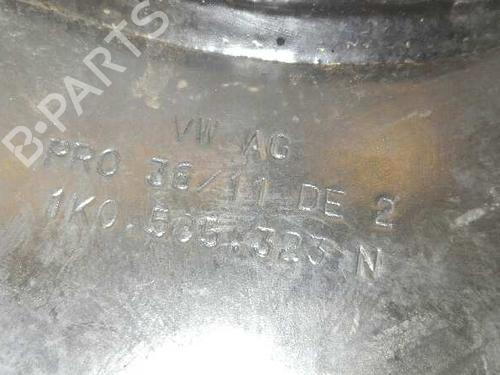 B-PARTS
VW AG
PRO 36/11 DE 2
1K0.505.323 N